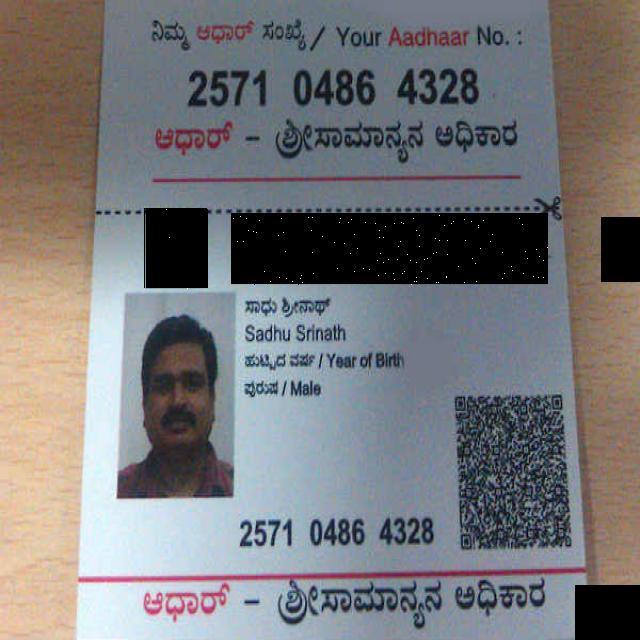 ನಿಮ್ಮ ಆಧಾರ್ ಸಂಖ್ಯೆ / Your Aadhaar No. :
2571 0486 4328
ಆಧಾರ್ – ಶ್ರೀಸಾಮಾನ್ಯನ ಅಧಿಕಾರ
ಸಾಧು ಶ್ರೀನಾಥ್
Sadhu Srinath
ಹುಟ್ಟಿದ ವರ್ಷ / Year of Birth
ಪುರುಷ / Male
2571 0486 4328
ಆಧಾರ್ – ಶ್ರೀಸಾಮಾನ್ಯನ ಅಧಿಕಾರ